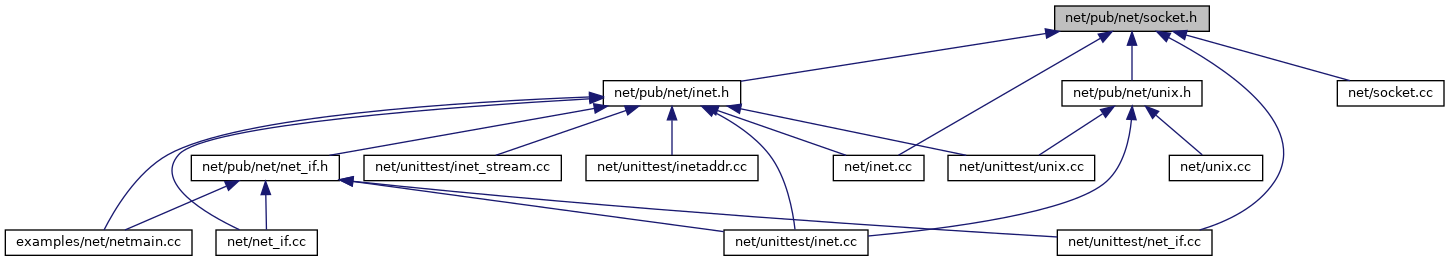 net/pub/net/socket.h
net/pub/net/inet.h
net/pub/net/unix.h
net/socket.cc
net/pub/net/net_if.h
net/unittest/inet_stream.cc
net/unittest/inetaddr.cc
net/inet.cc
net/unittest/unix.cc
net/unix.cc
examples/net/netmain.cc
net/net_if.cc
net/unittest/inet.cc
net/unittest/net_if.cc